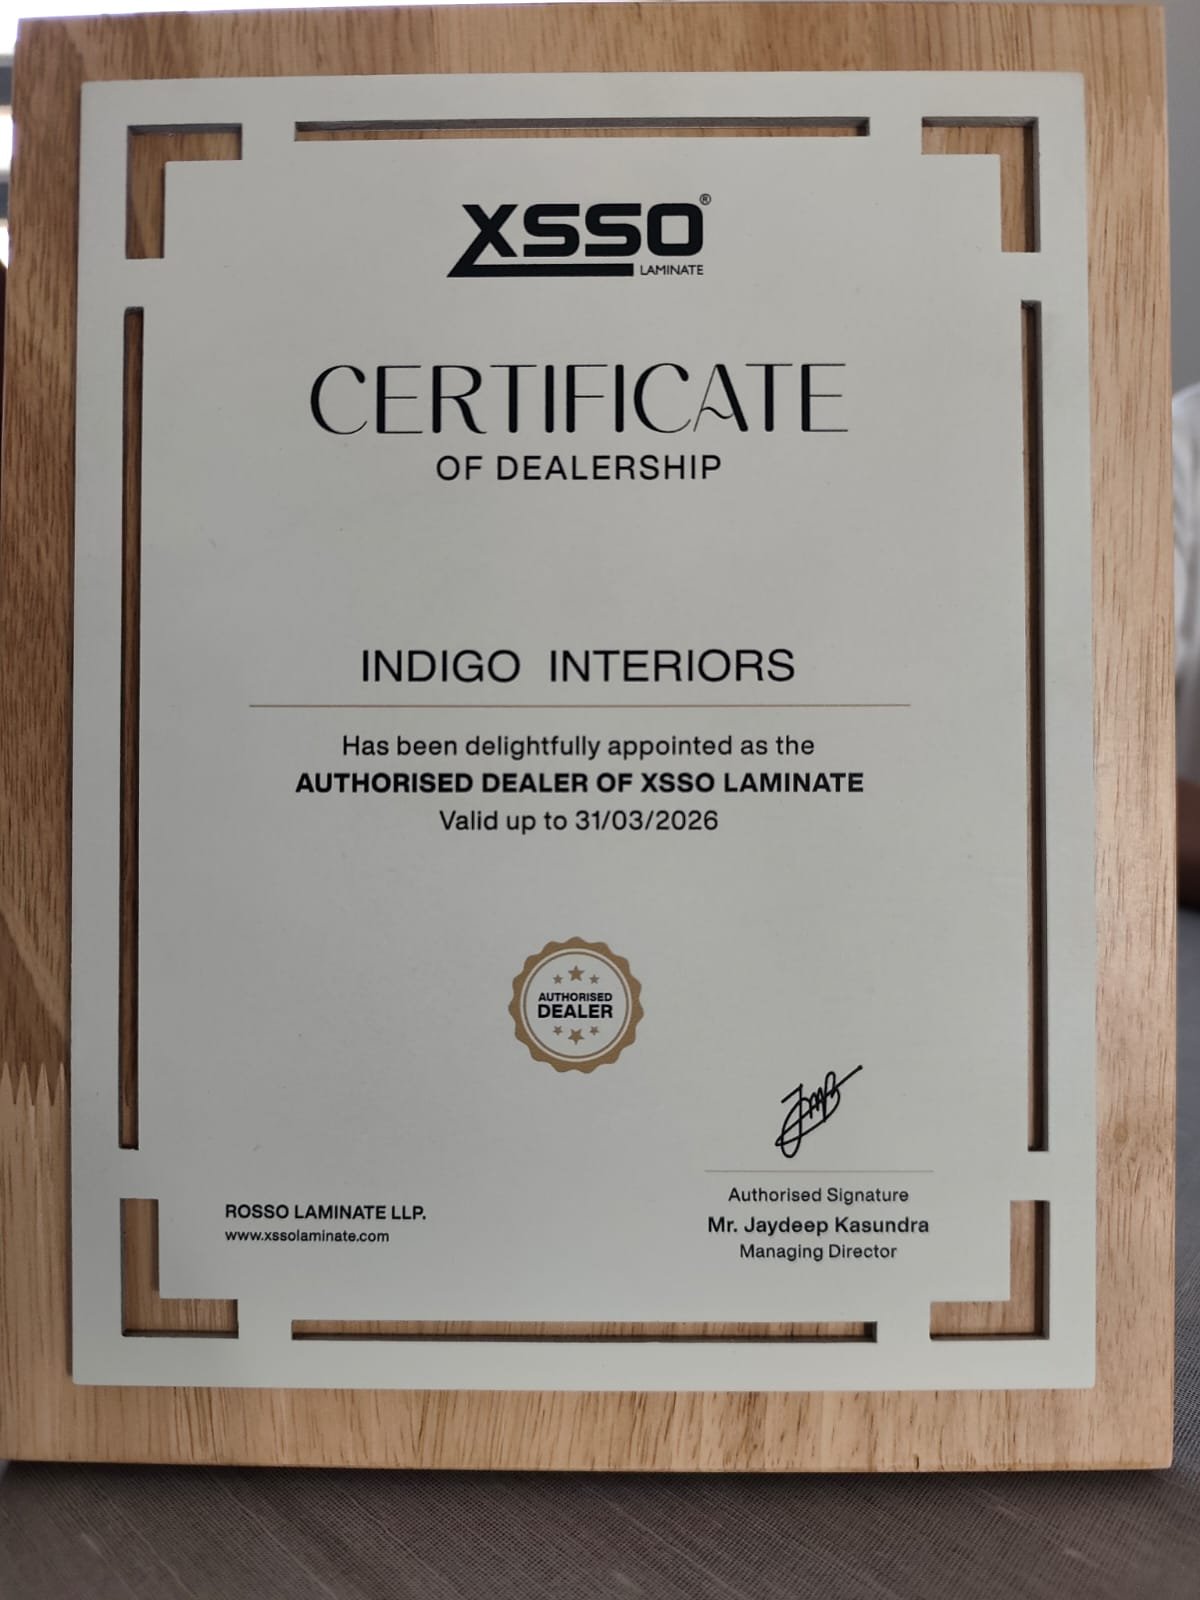 XSSO®
LAMINATE
CERTIFICATE
OF DEALERSHIP
INDIGO INTERIORS
Has been delightfully appointed as the
AUTHORISED DEALER OF XSSO LAMINATE
Valid up to 31/03/2026
AUTHORISED
DEALER
ROSSO LAMINATE LLP.
www.xssolaminate.com
Authorised Signature
Mr. Jaydeep Kasundra
Managing Director